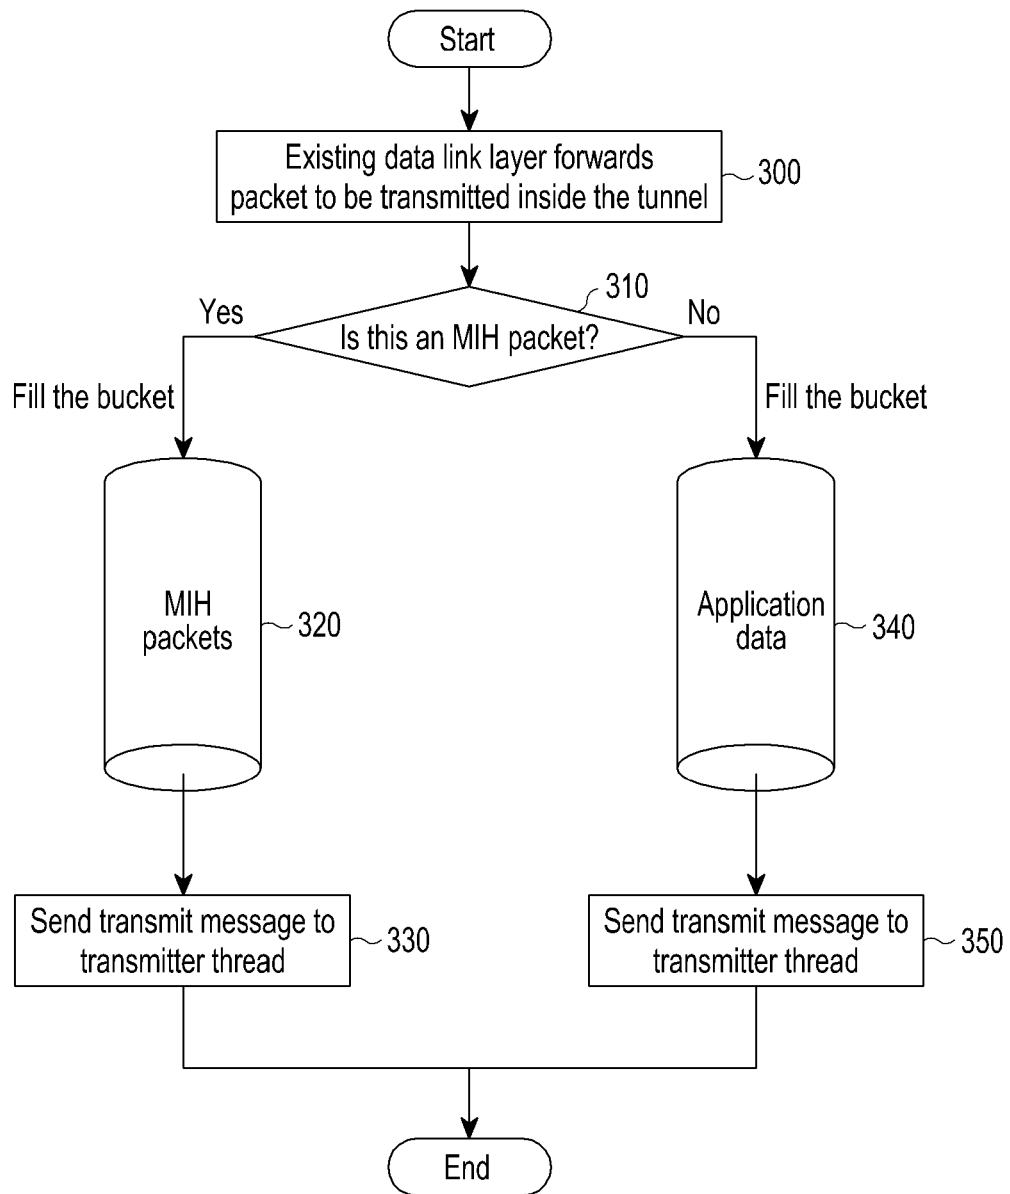 Start
Existing data link layer forwards
packet to be transmitted inside the tunnel
300
310
Yes
Is this an MIH packet?
No
Fill the bucket
Fill the bucket
MIH
packets
320
Application
data
340
Send transmit message to
transmitter thread
330
Send transmit message to
transmitter thread
350
End